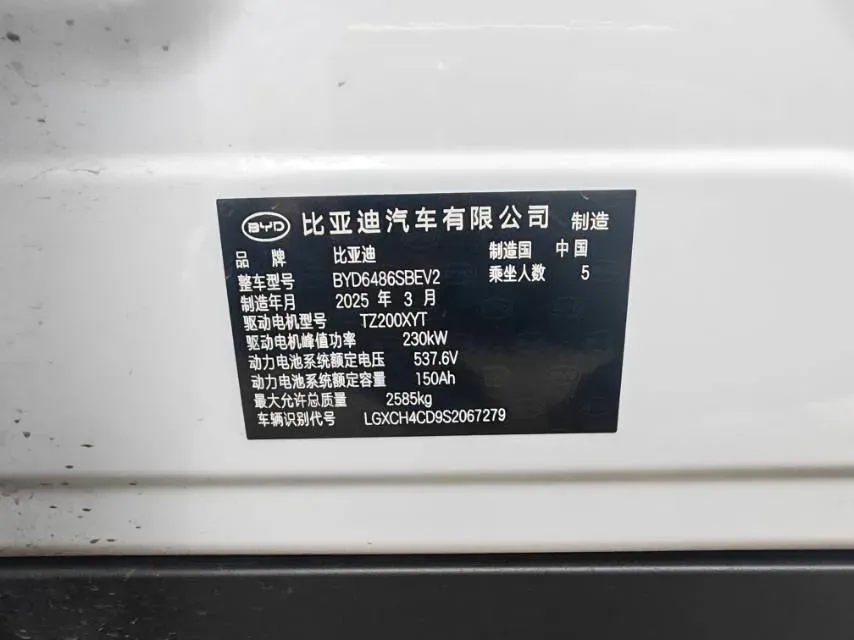 BYD 比亚迪汽车有限公司 制造
品牌 比亚迪 制造国 中国
整车型号 BYD6486SBEV2 乘坐人数 5
制造年月 2025 年 3 月
驱动电机型号 TZ200XYT
驱动电机峰值功率 230kW
动力电池系统额定电压 537.6V
动力电池系统额定容量 150Ah
最大允许总质量 2585kg
车辆识别代号 LGXCH4CD9S2067279